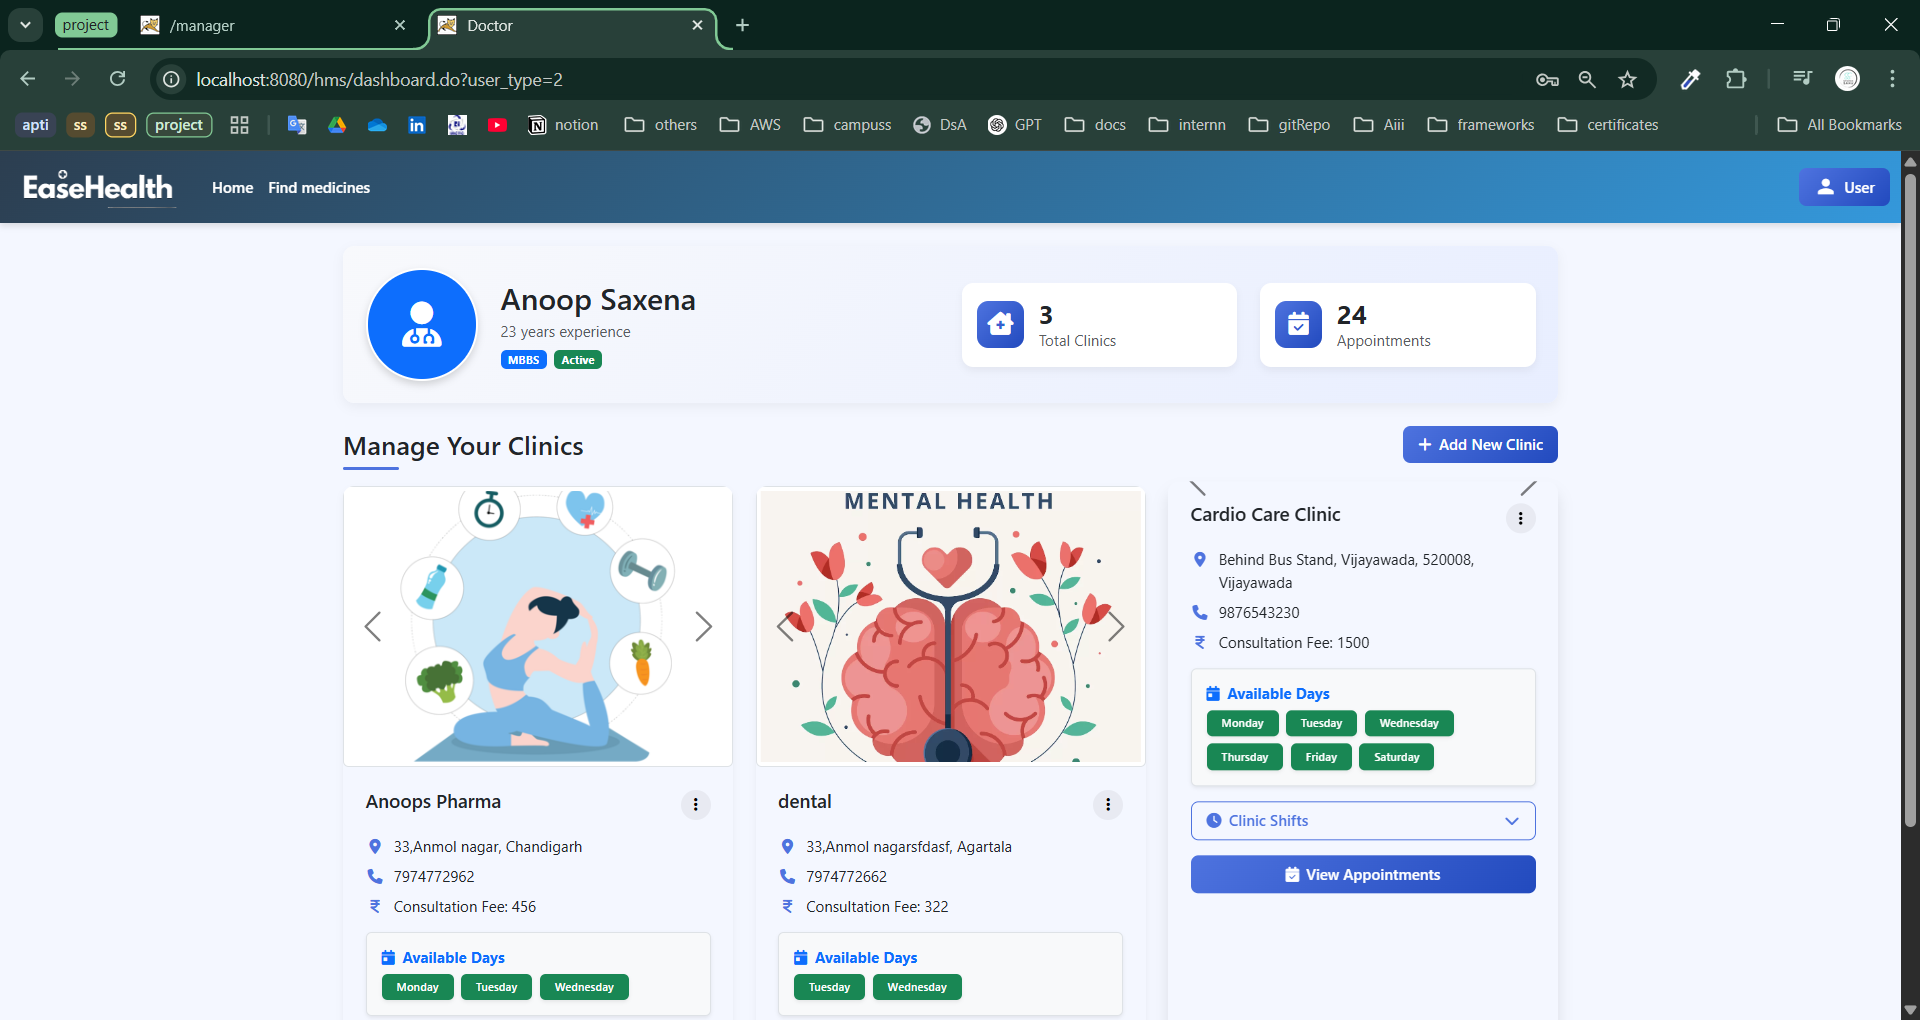 project
/manager
Doctor
localhost:8080/hms/dashboard.do?user_type=2
apti
ss
ss
project
notion
others
AWS
campuss
DsA
GPT
docs
internn
gitRepo
Aiii
frameworks
certificates
All Bookmarks
EaseHealth
Home
Find medicines
User
Anoop Saxena
23 years experience
MBBS
Active
3
Total Clinics
24
Appointments
Manage Your Clinics
+ Add New Clinic
Anoops Pharma
33,Anmol nagar, Chandigarh
7974772962
₹ Consultation Fee: 456
Available Days
Monday Tuesday Wednesday
MENTAL HEALTH
dental
33,Anmol nagarsfdasf, Agartala
7974772662
₹ Consultation Fee: 322
Available Days
Tuesday Wednesday
Cardio Care Clinic
Behind Bus Stand, Vijayawada, 520008,
Vijayawada
9876543230
₹ Consultation Fee: 1500
Available Days
Monday Tuesday Wednesday
Thursday Friday Saturday
Clinic Shifts
View Appointments